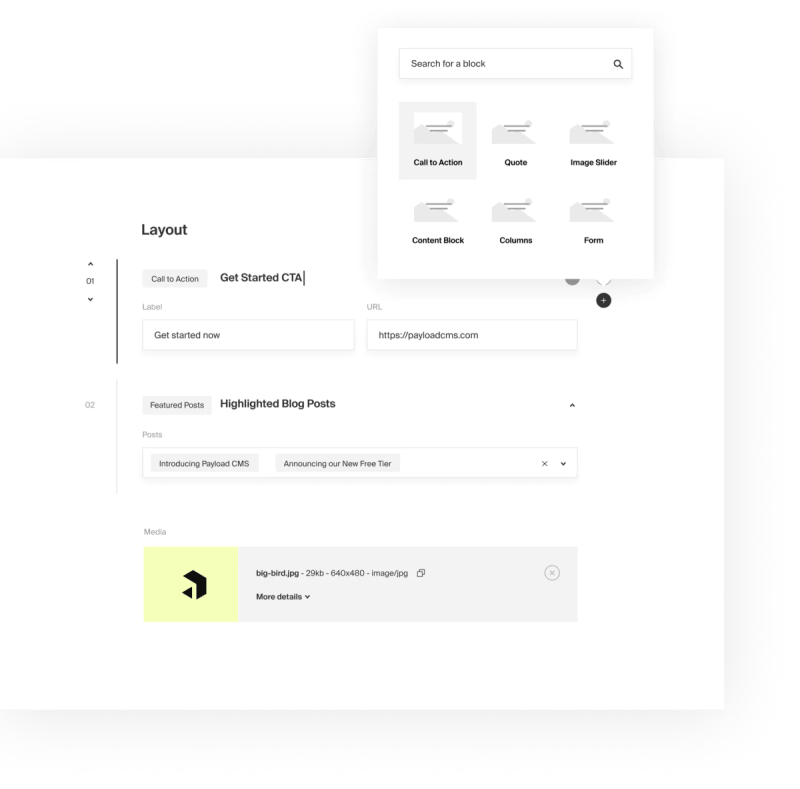 Search for a block
Call to Action
Quote
Image Slider
Content Block
Columns
Form
Layout
01
Call to Action
Get Started CTA
Label
URL
Get started now
https://payloadcms.com
02
Featured Posts
Highlighted Blog Posts
Posts
Introducing Payload CMS
Announcing our New Free Tier
Media
big-bird.jpg - 29kb - 640x480 - image/jpg
More details